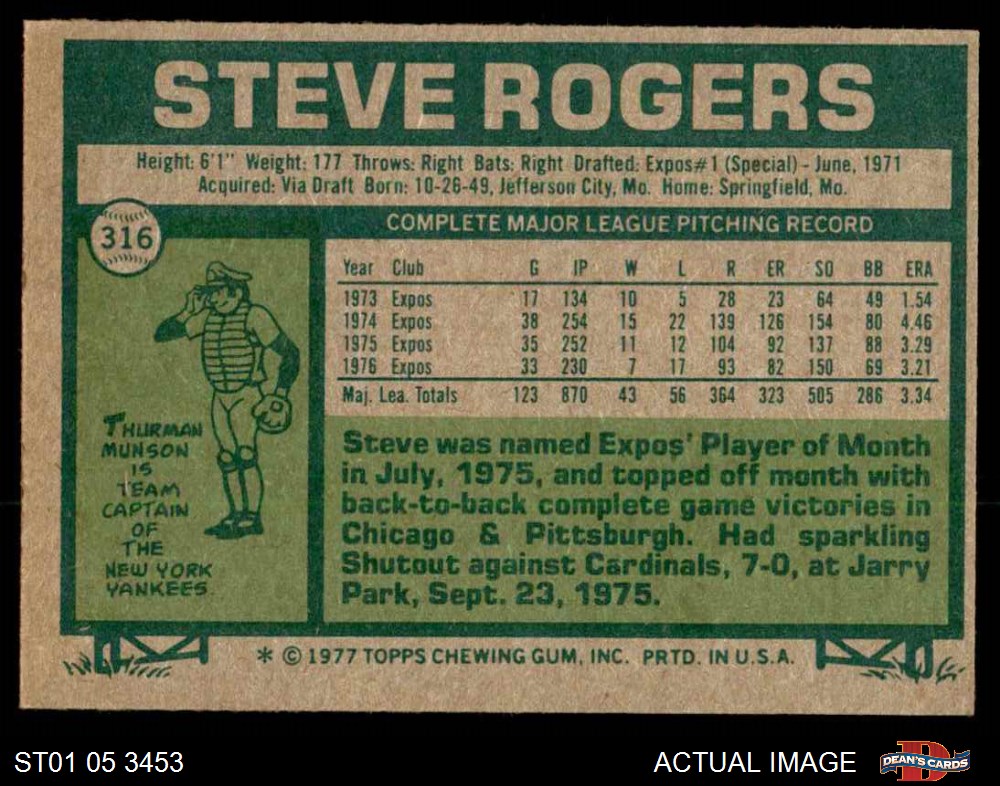 STEVE ROGERS
Height: 6'1" Weight: 177 Throws: Right Bats: Right Drafted: Expos#1 (Special) - June, 1971
Acquired: Via Draft Born: 10-26-49, Jefferson City, Mo. Home: Springfield, Mo.
316
COMPLETE MAJOR LEAGUE PITCHING RECORD
Year Club G IP W L R ER SO BB ERA
1973 Expos 17 134 10 5 28 23 64 49 1.54
1974 Expos 38 254 15 22 139 126 154 80 4.46
1975 Expos 35 252 11 12 104 92 137 88 3.29
1976 Expos 33 230 7 17 93 82 150 69 3.21
Maj. Lea. Totals 123 870 43 56 364 323 505 286 3.34
THURMAN
MUNSON
IS
TEAM
CAPTAIN
OF
THE
NEW YORK
YANKEES.
Steve was named Expos' Player of Month
in July, 1975, and topped off month with
back-to-back complete game victories in
Chicago & Pittsburgh. Had sparkling
Shutout against Cardinals, 7-0, at Jarry
Park, Sept. 23, 1975.
* © 1977 TOPPS CHEWING GUM, INC. PRTD. IN U.S.A.
ST01 05 3453
ACTUAL IMAGE
DEAN'S CARDS